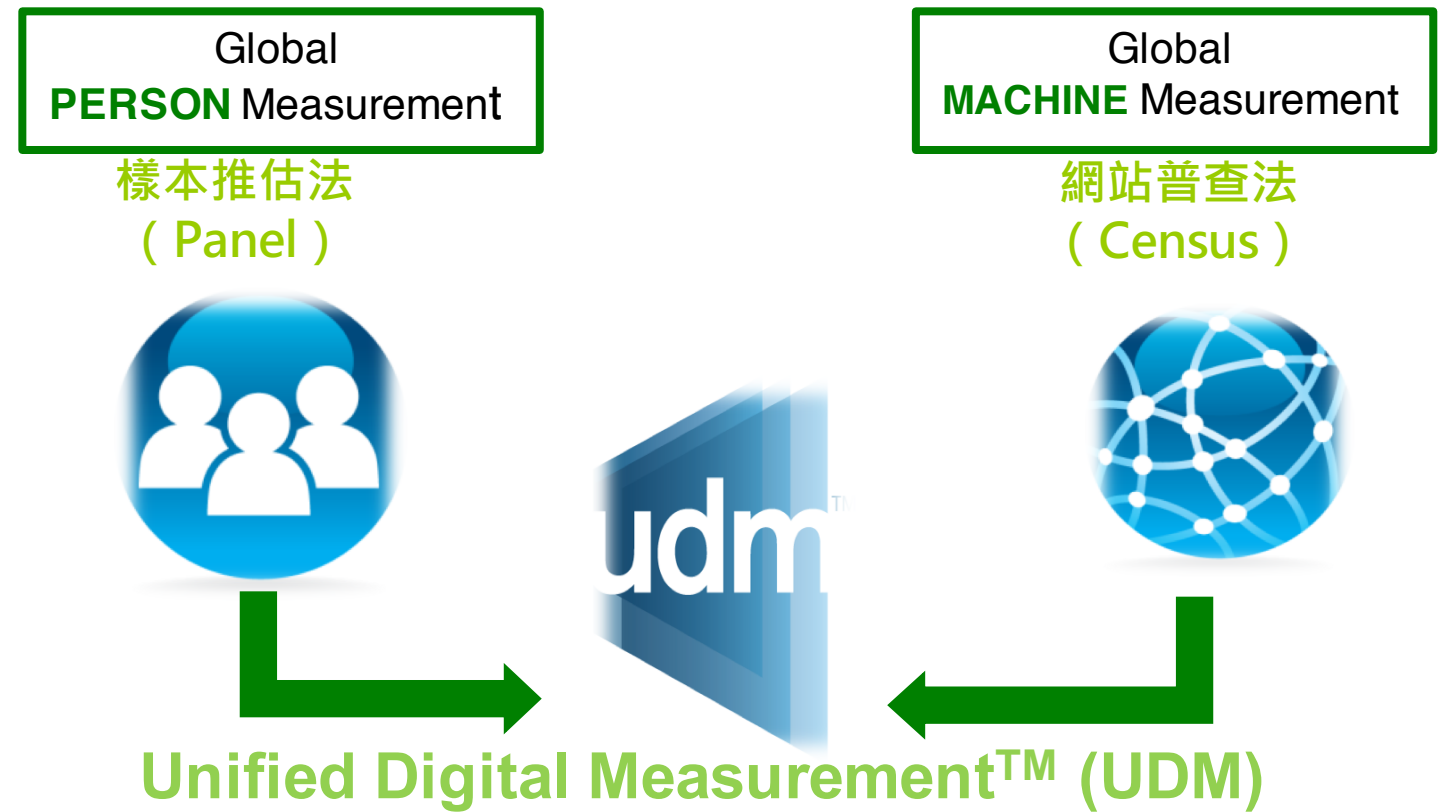 Global
PERSON Measurement
樣本推估法
（Panel）
Global
MACHINE Measurement
網站普查法
（Census）
udm™
Unified Digital Measurement™ (UDM)